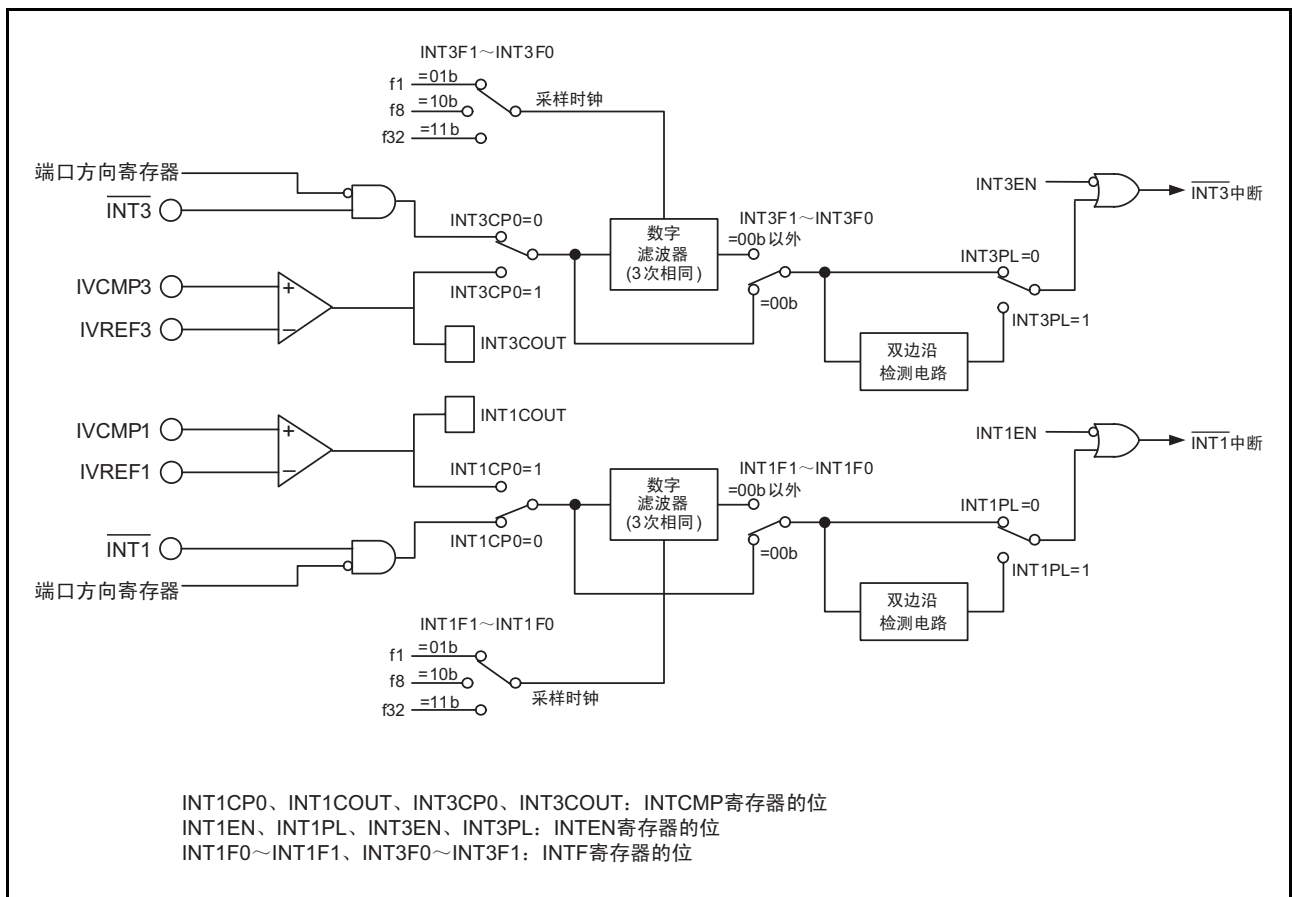 INT3F1～INT3F0
f1 =01b
f8 =10b
f32 =11b
采样时钟
端口方向寄存器
INT3
INT3CP0=0
数字
滤波器
(3次相同)
INT3F1～INT3F0
=00b以外
INT3EN
INT3中断
INT3PL=0
IVCMP3
IVREF3
+
−
INT3CP0=1
INT3COUT
=00b
INT3PL=1
双边沿
检测电路
IVCMP1
IVREF1
+
−
INT1COUT
INT1CP0=1
数字
滤波器
(3次相同)
INT1F1～INT1F0
=00b以外
INT1EN
INT1中断
INT1PL=0
INT1
INT1CP0=0
端口方向寄存器
=00b
INT1PL=1
双边沿
检测电路
INT1F1～INT1F0
f1 =01b
f8 =10b
f32 =11b
采样时钟
INT1CP0、INT1COUT、INT3CP0、INT3COUT：INTCMP寄存器的位
INT1EN、INT1PL、INT3EN、INT3PL：INTEN寄存器的位
INT1F0～INT1F1、INT3F0～INT3F1：INTF寄存器的位